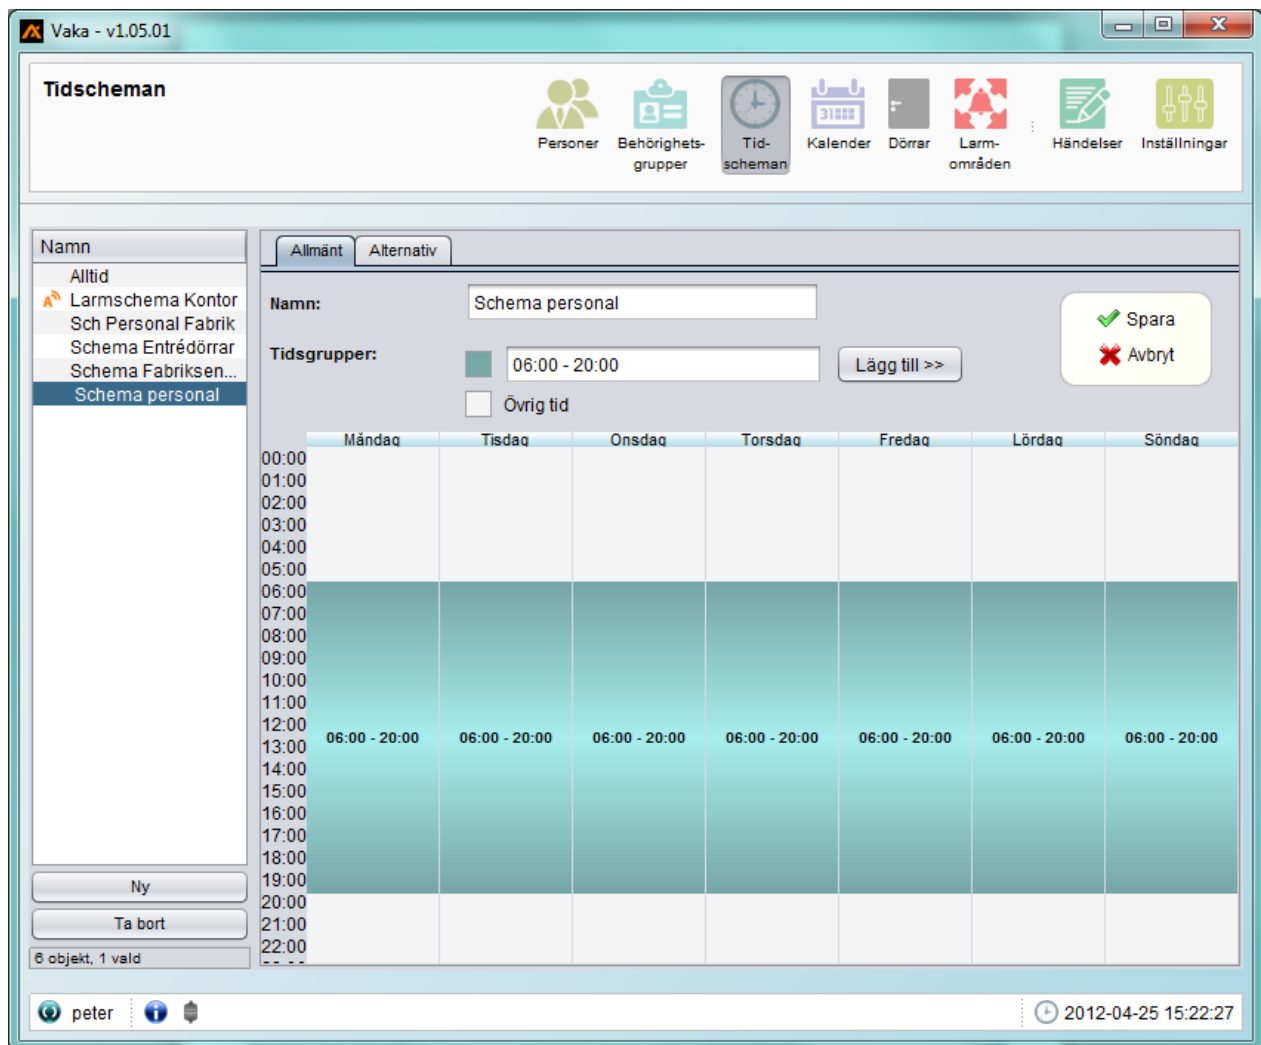 Vaka - v1.05.01
Tidscheman
Personer
Behörighets-
grupper
Tid-
scheman
31
Kalender
Dörrar
Larm-
områden
Händelser
Inställningar
Namn
Alltid
Larmschema Kontor
Sch Personal Fabrik
Schema Entrédörrar
Schema Fabriksen...
Schema personal
Ny
Ta bort
6 objekt, 1 vald
Allmänt
Alternativ
Namn:
Schema personal
Tidsgrupper:
06:00 - 20:00
Lägg till >>
Övrig tid
Spara
Avbryt
Måndag Tisdag Onsdag Torsdag Fredag Lördag Söndag
00:00
01:00
02:00
03:00
04:00
05:00
06:00
07:00
08:00
09:00
10:00
11:00
12:00
06:00 - 20:00 06:00 - 20:00 06:00 - 20:00 06:00 - 20:00 06:00 - 20:00 06:00 - 20:00 06:00 - 20:00
13:00
14:00
15:00
16:00
17:00
18:00
19:00
20:00
21:00
22:00
peter
2012-04-25 15:22:27